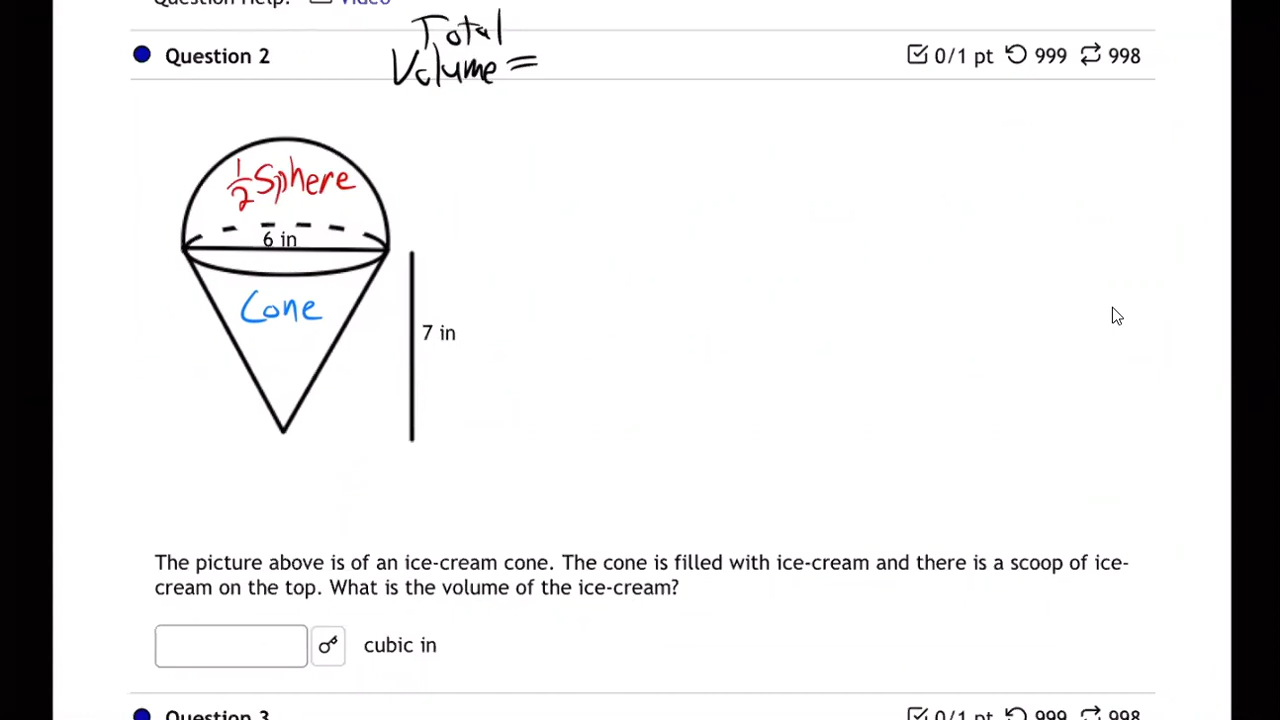 Question Help: Video
Total
Volume =
Question 2
0/1 pt 999 998
1/2 Sphere
6 in
Cone
7 in
The picture above is of an ice-cream cone. The cone is filled with ice-cream and there is a scoop of ice-
cream on the top. What is the volume of the ice-cream?
cubic in
Question 3
0/1 pt 999 998